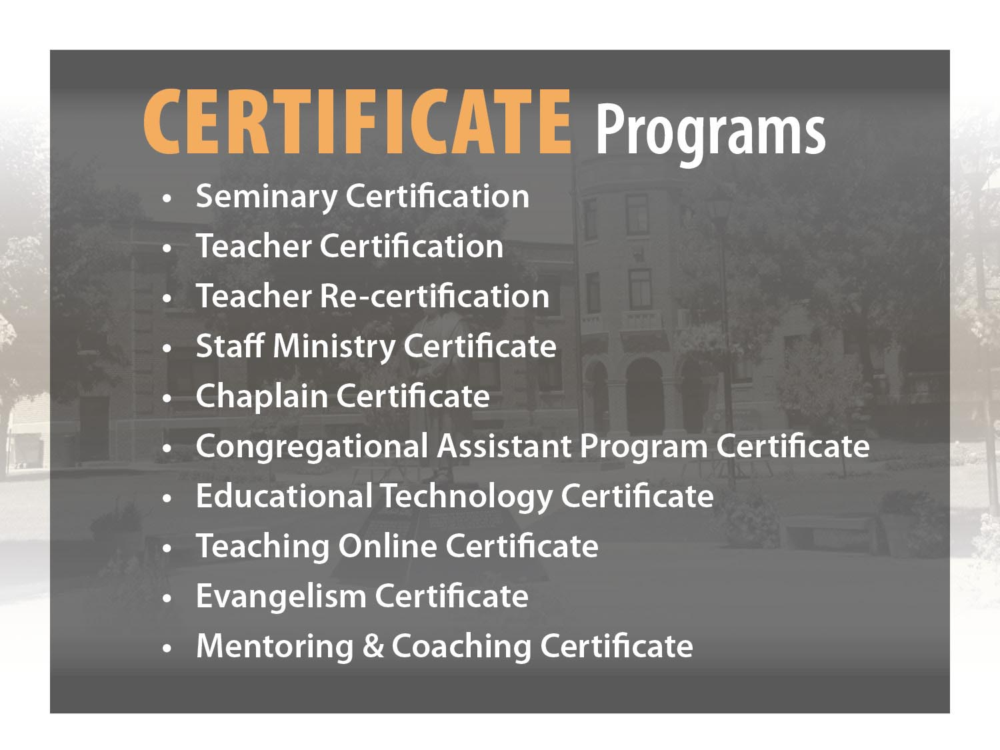 CERTIFICATE Programs
• Seminary Certification
• Teacher Certification
• Teacher Re-certification
• Staff Ministry Certificate
• Chaplain Certificate
• Congregational Assistant Program Certificate
• Educational Technology Certificate
• Teaching Online Certificate
• Evangelism Certificate
• Mentoring & Coaching Certificate